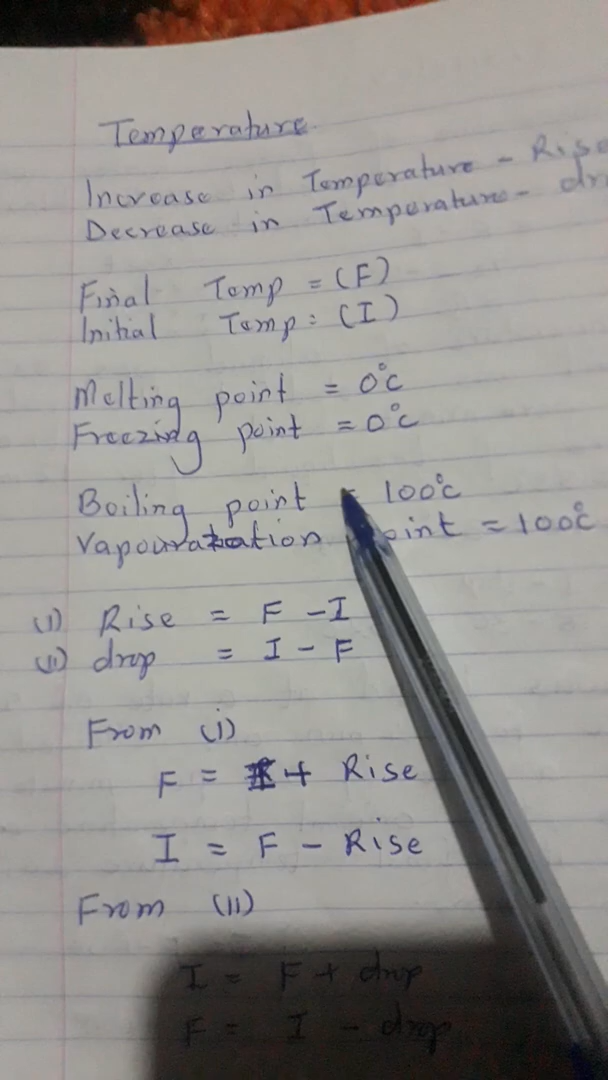 Temperature
Increase in Temperature - Rise
Decrease in Temperature -
Final Temp = (F)
Initial Temp = (I)
Melting point = 0°c
Freezing point = 0°c
Boiling point = 100°c
Vapouration point = 100°c
(i) Rise = F - I
(ii) drop = I - F
From (i)
F = I + Rise
I = F - Rise
From (ii)
I = F + drop
F = I - drop